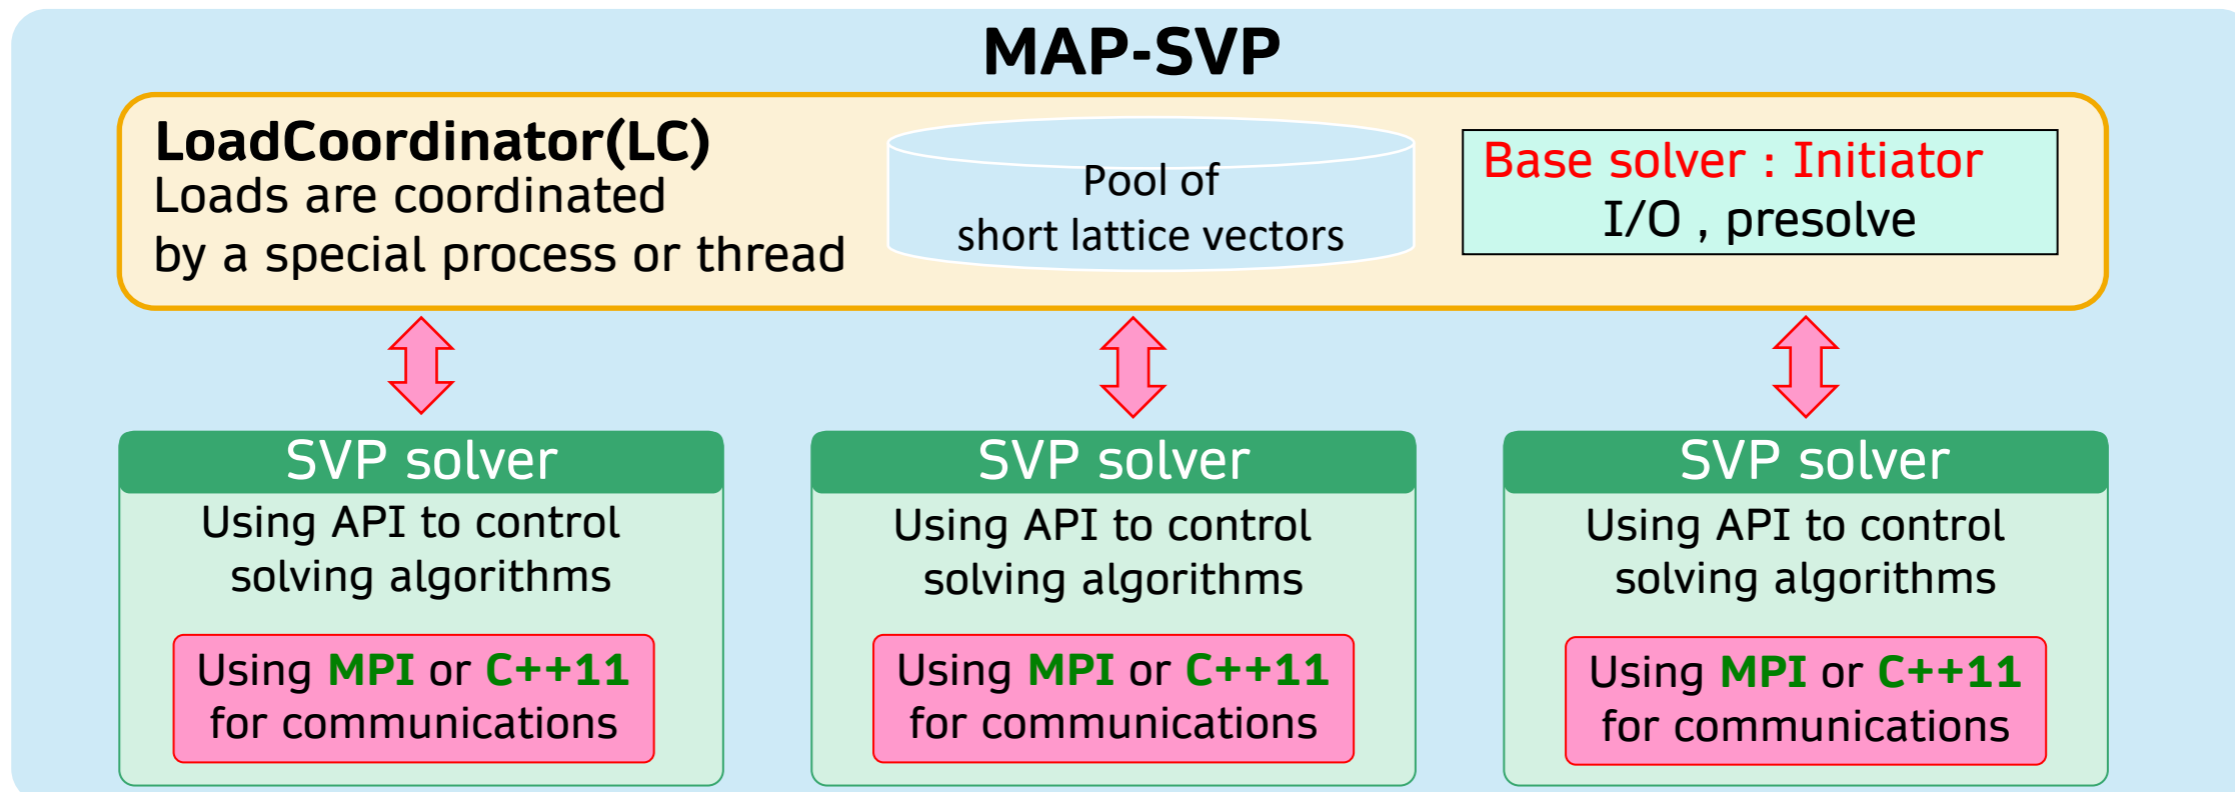 MAP-SVP
LoadCoordinator(LC)
Loads are coordinated
by a special process or thread
Pool of
short lattice vectors
Base solver : Initiator
I/O , presolve
SVP solver
Using API to control
solving algorithms
Using MPI or C++11
for communications
SVP solver
Using API to control
solving algorithms
Using MPI or C++11
for communications
SVP solver
Using API to control
solving algorithms
Using MPI or C++11
for communications